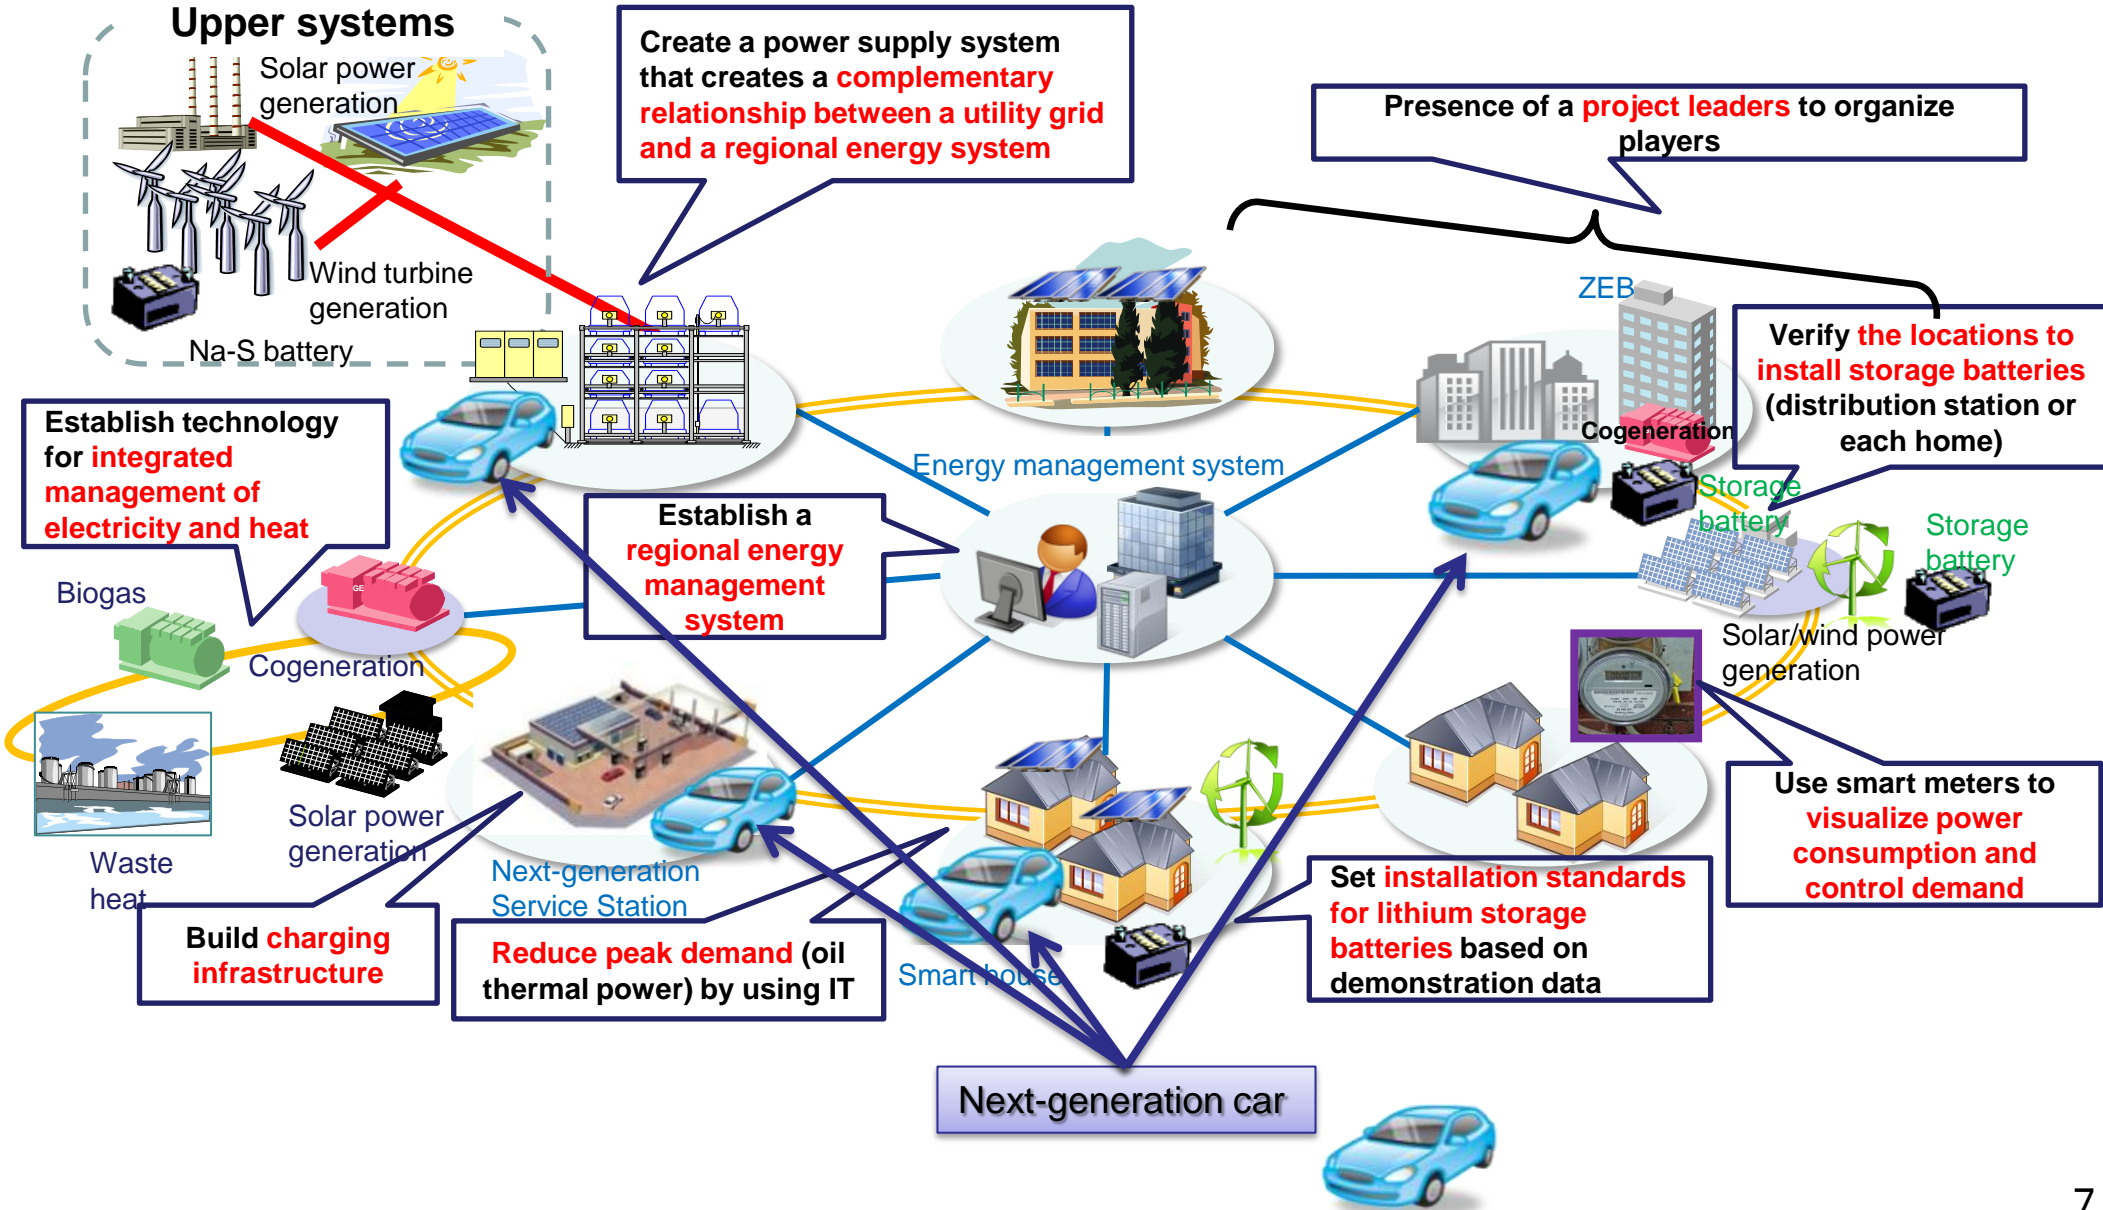 Upper systems
Solar power
generation
Wind turbine
generation
Na-S battery
Create a power supply system
that creates a complementary
relationship between a utility grid
and a regional energy system
Presence of a project leaders to organize
players
ZEB
Cogeneration
Verify the locations to
install storage batteries
(distribution station or
each home)
Storage
battery
Storage
battery
Solar/wind power
generation
Establish technology
for integrated
management of
electricity and heat
Energy management system
Establish a
regional energy
management
system
Biogas
GE
Cogeneration
Solar power
generation
Waste
heat
Next-generation
Service Station
Build charging
infrastructure
Reduce peak demand (oil
thermal power) by using IT
Smart house
Set installation standards
for lithium storage
batteries based on
demonstration data
Use smart meters to
visualize power
consumption and
control demand
Next-generation car
7